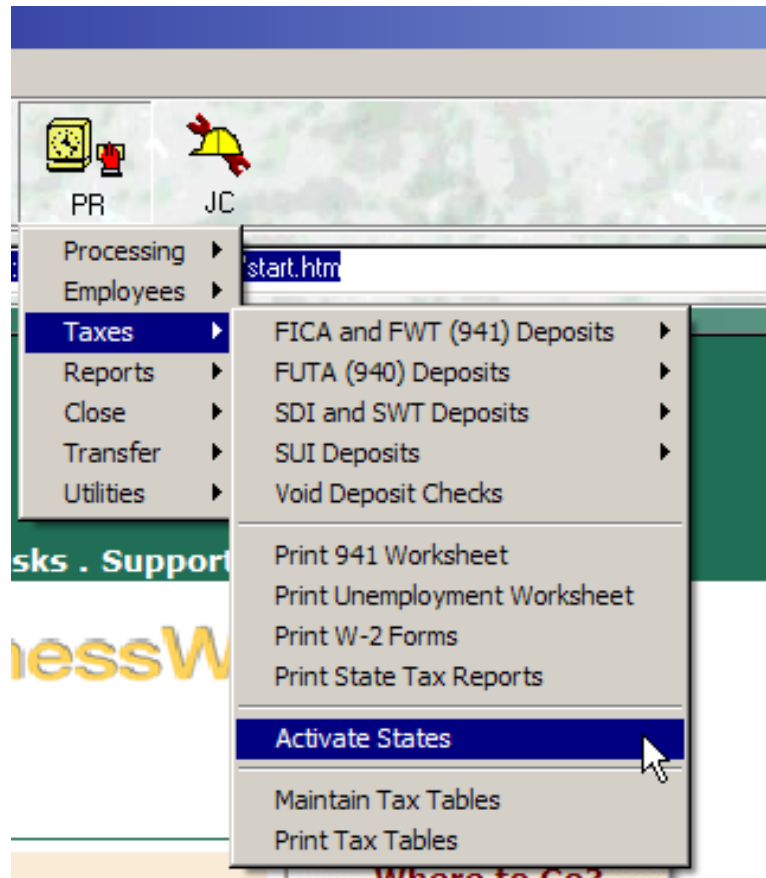 PR
JC
Processing
start.htm
Employees
Taxes
FICA and FWT (941) Deposits
Reports
FUTA (940) Deposits
Close
SDI and SWT Deposits
Transfer
SUI Deposits
Utilities
Void Deposit Checks
sks . Support
Print 941 Worksheet
Print Unemployment Worksheet
nessW
Print W-2 Forms
Print State Tax Reports
Activate States
Maintain Tax Tables
Print Tax Tables
Where to Go?